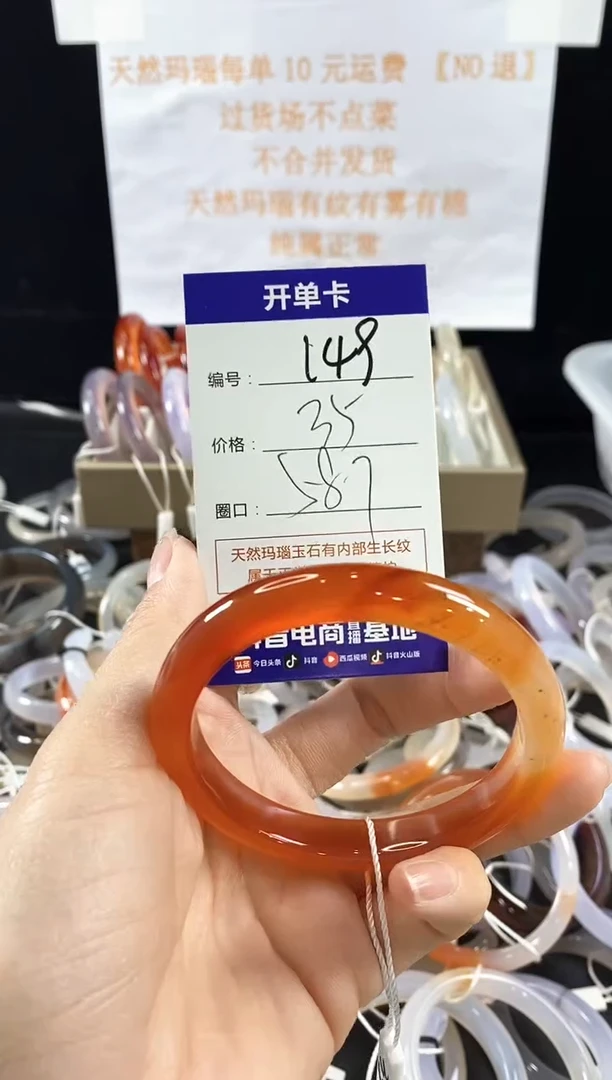 天然玛瑙每单 10 元运费 【NO 退】
过货场不点菜
不合并发货
天然玛瑙有纹有雾有棉
纯属正常
开单卡
编号：149
价格：35
圈口：58.7
天然玛瑙玉石有内部生长纹
抖音电商直播基地
头条 今日头条 抖音 西瓜视频 抖音火山版